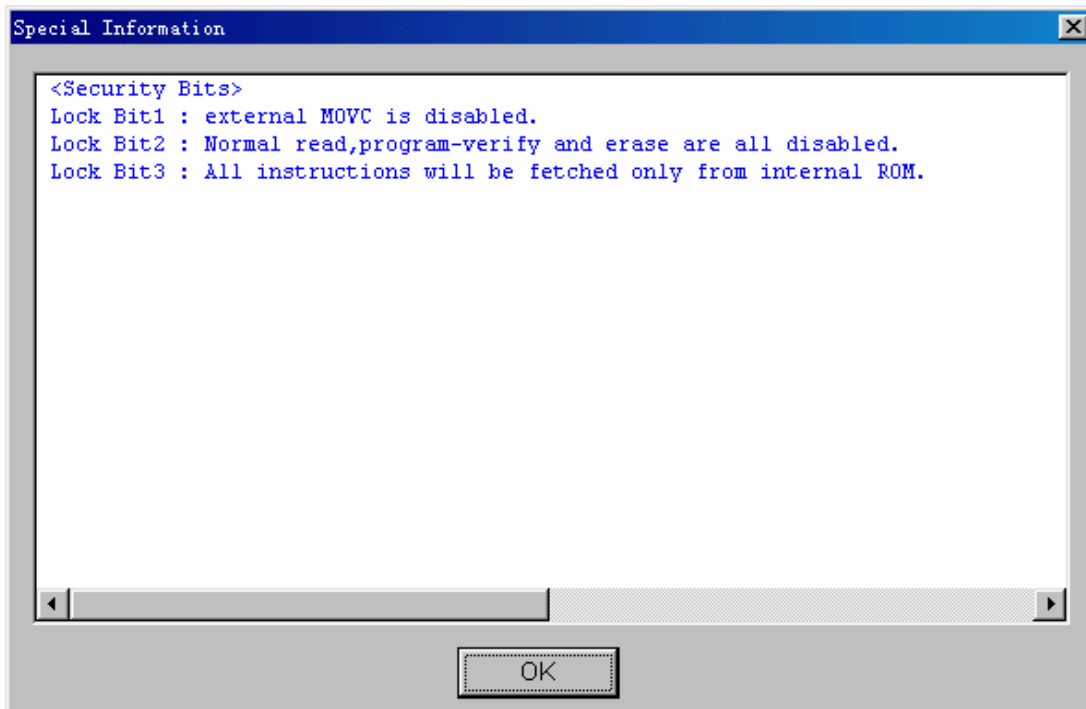 Special Information
<Security Bits>
Lock Bit1 : external MOVC is disabled.
Lock Bit2 : Normal read,program-verify and erase are all disabled.
Lock Bit3 : All instructions will be fetched only from internal ROM.
OK